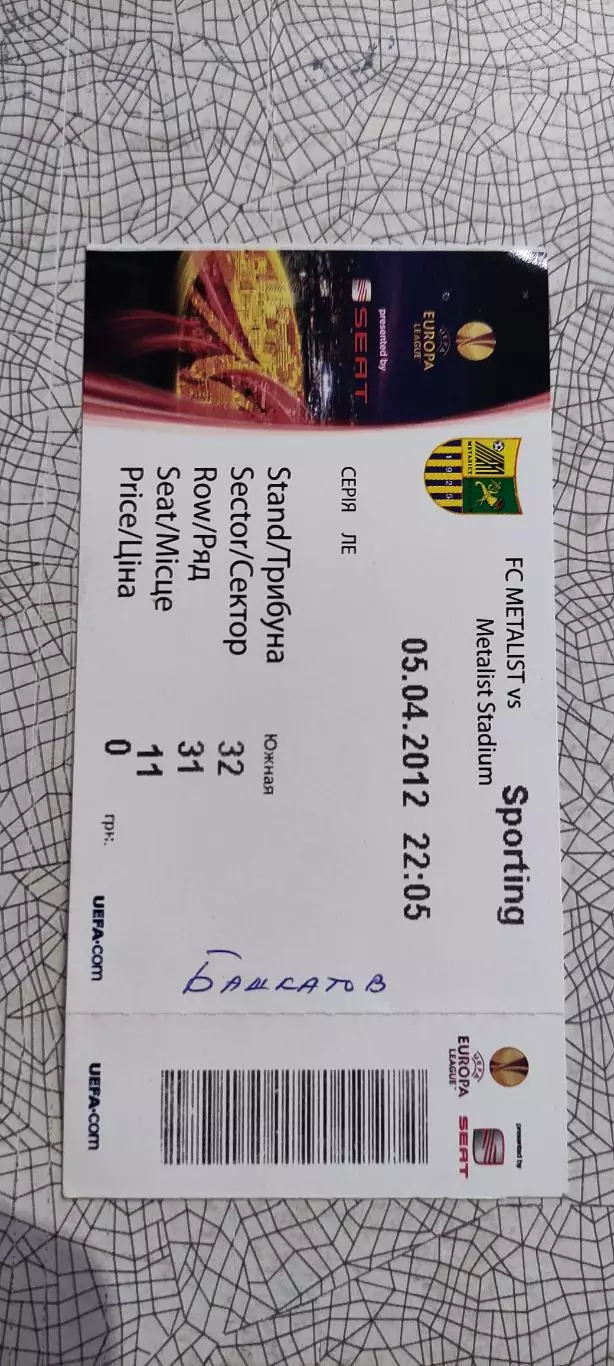 UEFA
EUROPA
LEAGUE
presented by
SEAT
МЕТАЛІСТ
1925
FC METALIST vs Sporting
Metalist Stadium
05.04.2012 22:05
СЕРІЯ ЛЕ
Stand/Трибуна Южная
Sector/Сектор 32
Row/Ряд 31
Seat/Місце 11
Price/Ціна 0 грн.
Башкатов
UEFA.com
presented by
SEAT
UEFA
EUROPA
LEAGUE
UEFA.com